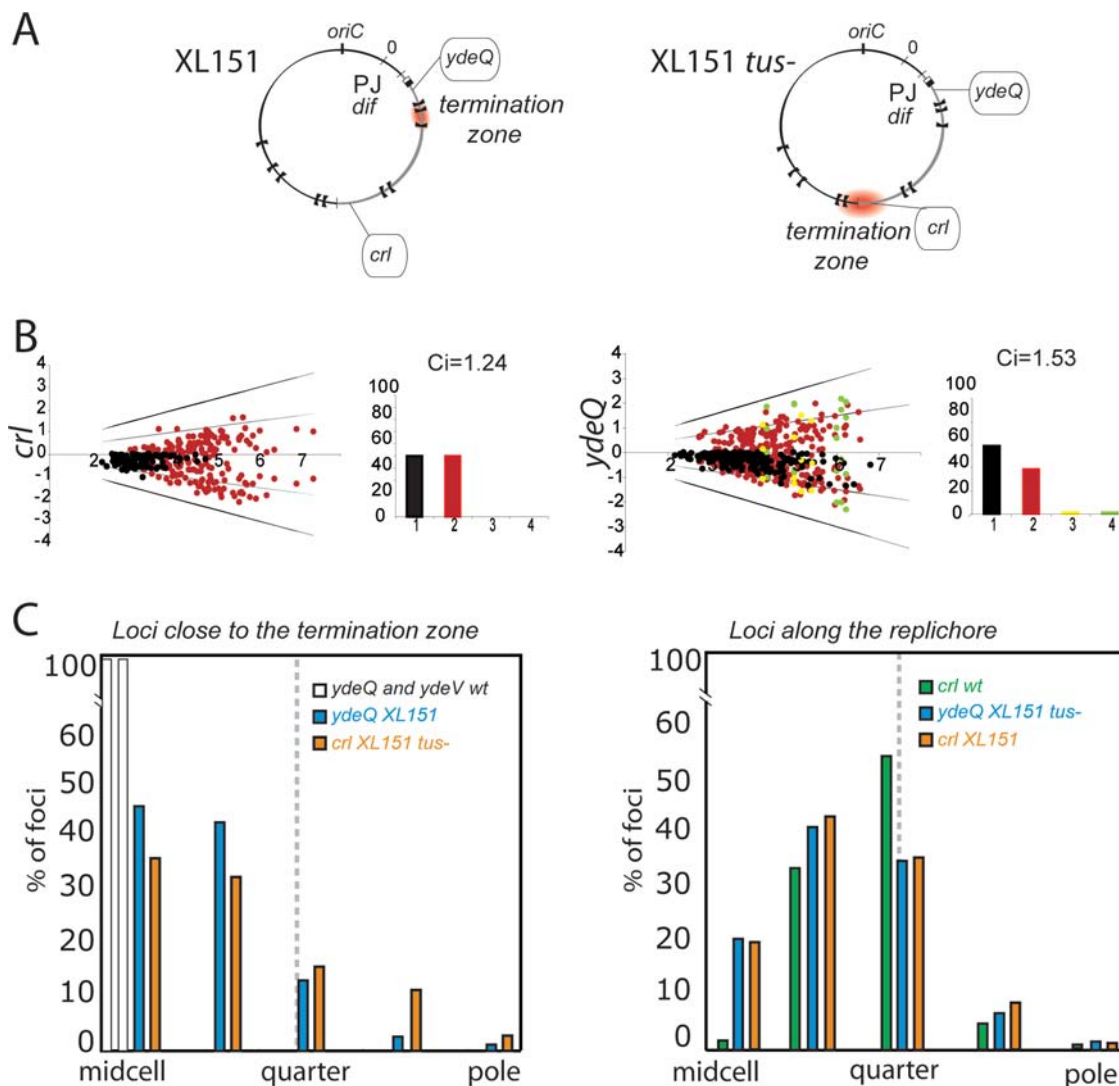 A
XL151
oriC
0
ydeQ
PJ
dif
termination
zone
crl
XL151 tus-
oriC
0
ydeQ
PJ
dif
termination
zone
crl
B
crl
4
3
2
1
0
-1
-2
-3
-4
2
4
5
6
7
Ci=1.24
100
80
60
40
20
0
1 2 3 4
ydeQ
4
3
2
1
0
-1
-2
-3
-4
2
7
Ci=1.53
100
80
60
40
20
0
1 2 3 4
C
Loci close to the termination zone
% of foci
100
60
50
40
30
20
10
0
ydeQ and ydeV wt
ydeQ XL151
crl XL151 tus-
midcell quarter pole
Loci along the replichore
% of foci
100
60
50
40
30
20
10
0
crl wt
ydeQ XL151 tus-
crl XL151
midcell quarter pole